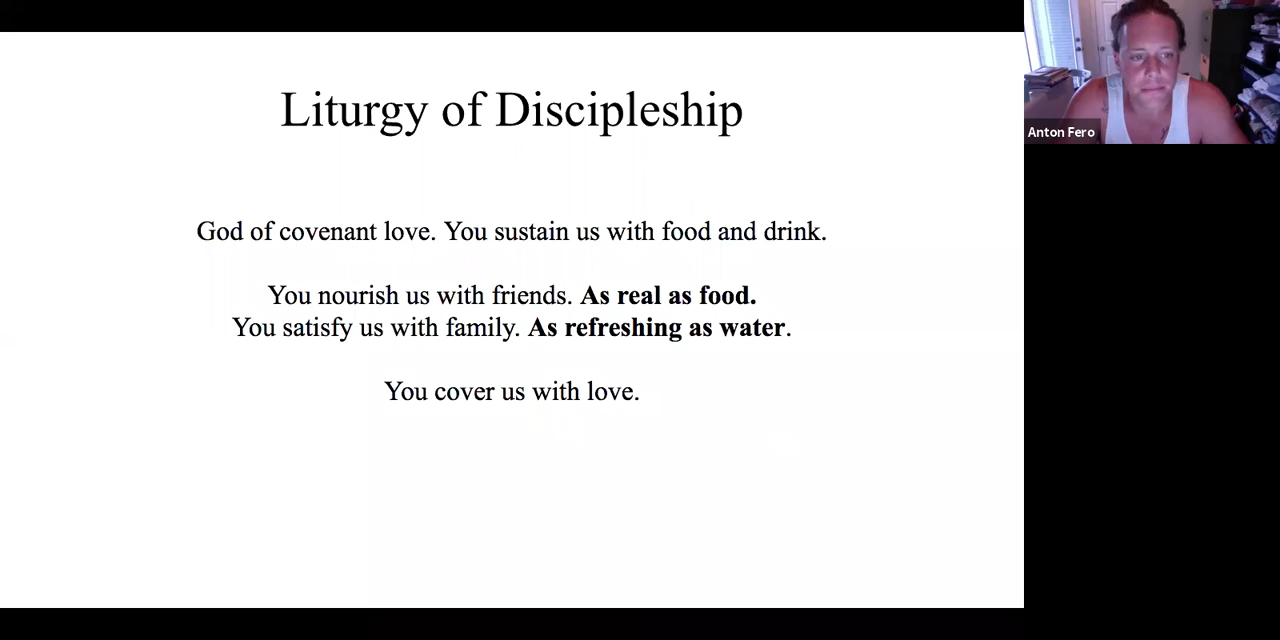 Liturgy of Discipleship
God of covenant love. You sustain us with food and drink.
You nourish us with friends. As real as food.
You satisfy us with family. As refreshing as water.
You cover us with love.
Anton Fero